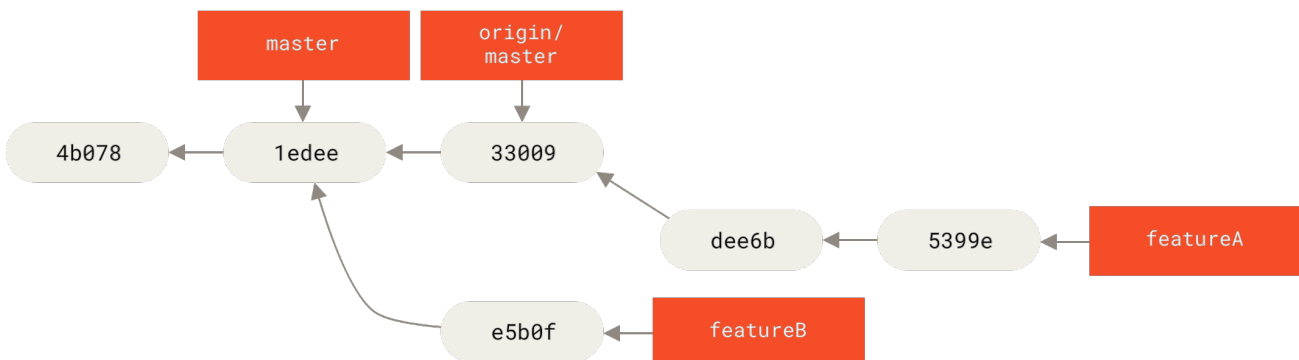 master
origin/
master
4b078
1edee
33009
dee6b
5399e
featureA
e5b0f
featureB